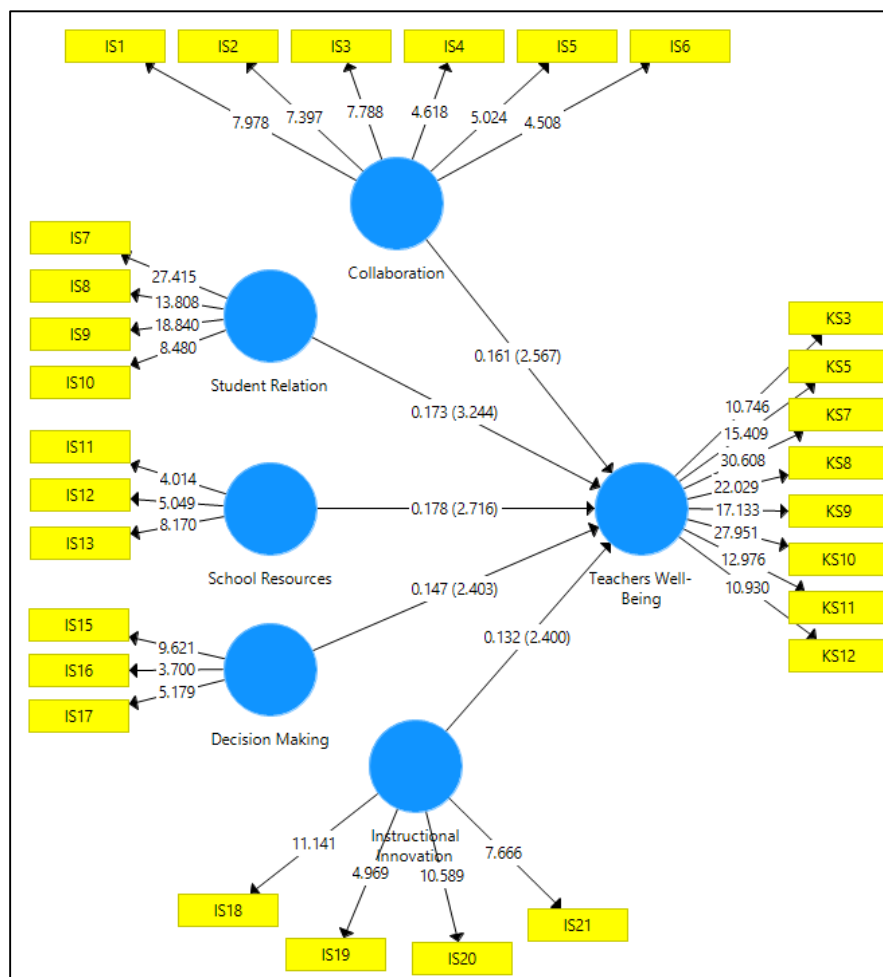 IS1
IS2
IS3
IS4
IS5
IS6
7.978
7.397
7.788
4.618
5.024
4.508
Collaboration
IS7
IS8
IS9
IS10
27.415
13.808
18.840
8.480
Student Relation
IS11
IS12
IS13
4.014
5.049
8.170
School Resources
IS15
IS16
IS17
9.621
3.700
5.179
Decision Making
Instructional
Innovation
11.141
4.969
10.589
7.666
IS18
IS19
IS20
IS21
0.161 (2.567)
0.173 (3.244)
0.178 (2.716)
0.147 (2.403)
0.132 (2.400)
Teachers Well-
Being
10.746
15.409
30.608
22.029
17.133
27.951
12.976
10.930
KS3
KS5
KS7
KS8
KS9
KS10
KS11
KS12